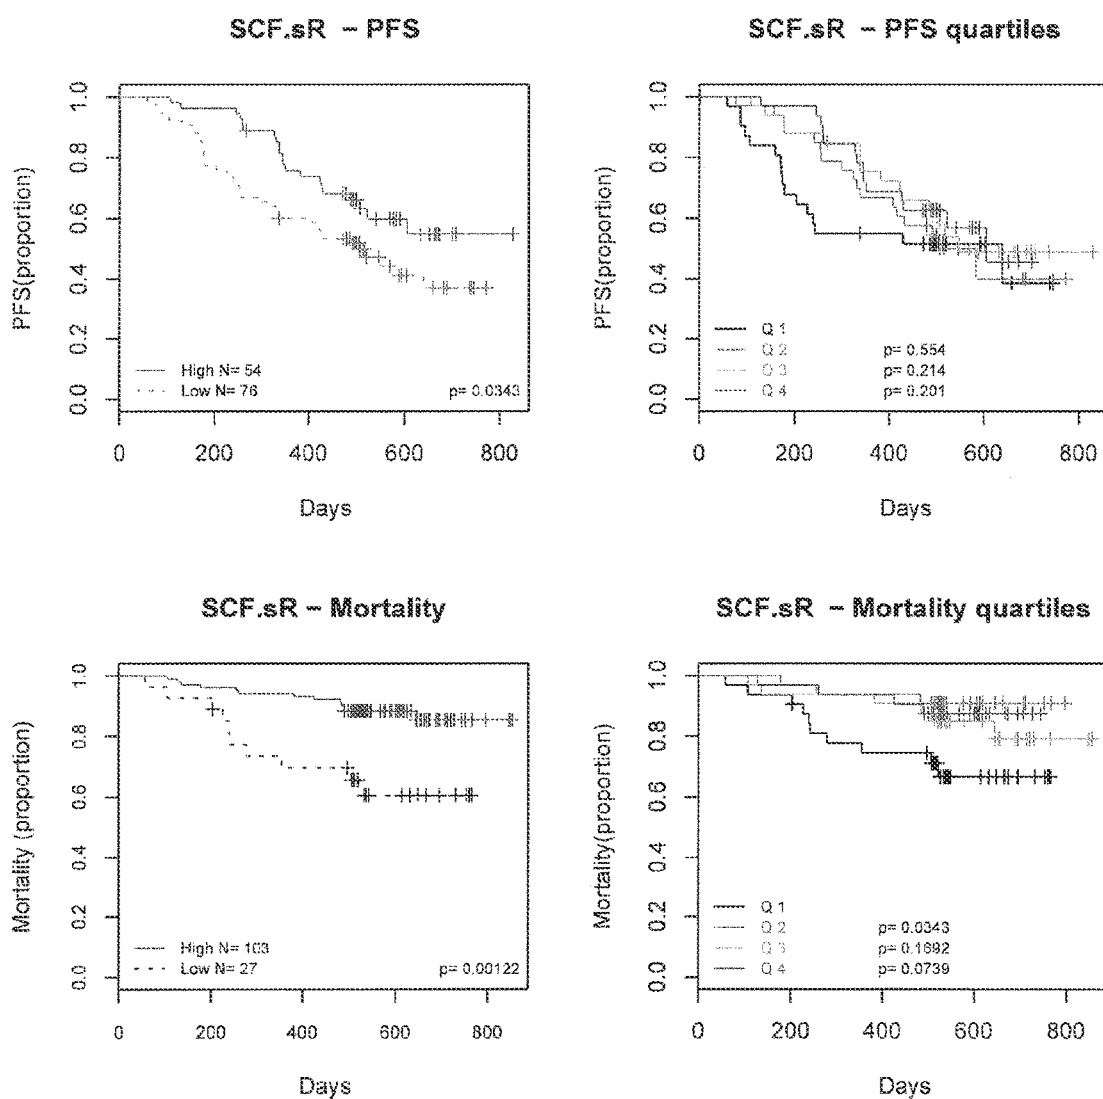 SCF.sR – PFS
PFS(proportion)
1.0
0.8
0.6
0.4
0.2
0.0
High N= 54
Low N= 76
p= 0.0343
0 200 400 600 800
Days
SCF.sR – PFS quartiles
PFS(proportion)
1.0
0.8
0.6
0.4
0.2
0.0
Q 1
Q 2 p= 0.554
Q 3 p= 0.214
Q 4 p= 0.201
0 200 400 600 800
Days
SCF.sR – Mortality
Mortality (proportion)
1.0
0.8
0.6
0.4
0.2
0.0
High N= 103
Low N= 27
p= 0.00122
0 200 400 600 800
Days
SCF.sR – Mortality quartiles
Mortality(proportion)
1.0
0.8
0.6
0.4
0.2
0.0
Q 1
Q 2 p= 0.0343
Q 3 p= 0.1692
Q 4 p= 0.0739
0 200 400 600 800
Days